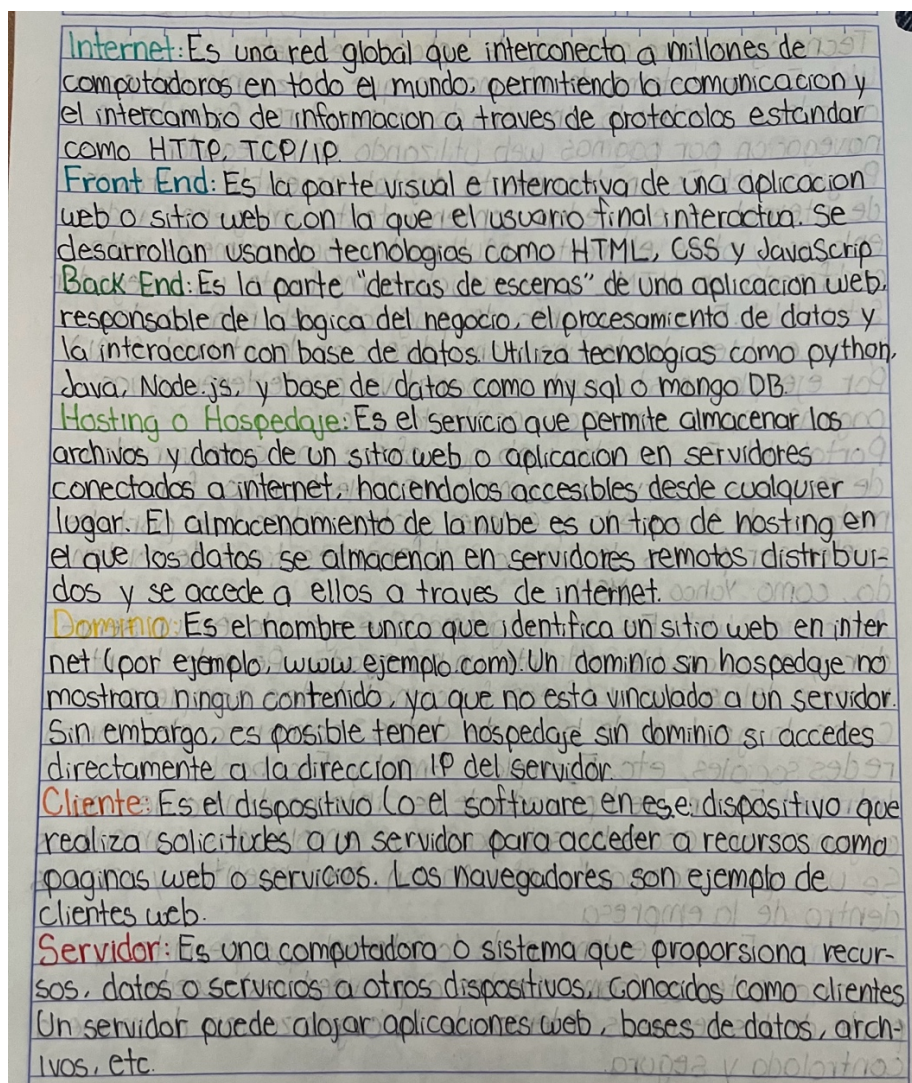 Internet: Es una red global que interconecta a millones de
computadoras en todo el mundo, permitiendo la comunicacion y
el intercambio de informacion a traves de protocolos estandar
como HTTP, TCP/IP.
Front End: Es la parte visual e interactiva de una aplicacion
web o sitio web con la que el usuario final interactua. Se
desarrollan usando tecnologias como HTML, CSS y JavaScrip
Back End: Es la parte "detras de escenas" de una aplicacion web,
responsable de la logica del negocio, el procesamiento de datos y
la interaccion con base de datos. Utiliza tecnologias como python,
Java, Node.js, y base de datos como my sql o mongo DB.
Hosting o Hospedaje: Es el servicio que permite almacenar los
archivos y datos de un sitio web o aplicacion en servidores
conectados a internet, haciendolos accesibles desde cualquier
lugar. El almacenamiento de la nube es un tipo de hosting en
el que los datos se almacenan en servidores remotos distribui-
dos y se accede a ellos a traves de internet.
Dominio: Es el nombre unico que identifica un sitio web en inter
net (por ejemplo, www.ejemplo.com). Un dominio sin hospedaje no
mostrara ningun contenido, ya que no esta vinculado a un servidor.
Sin embargo, es posible tener hospedaje sin dominio si accedes
directamente a la direccion IP del servidor.
Cliente: Es el dispositivo (o el software en ese dispositivo que
realiza solicitudes a un servidor para acceder a recursos como
paginas web o servicios. Los navegadores son ejemplo de
clientes web.
Servidor: Es una computadora o sistema que proporsiona recur-
sos, datos o servicios a otros dispositivos, conocidos como clientes
Un servidor puede alojar aplicaciones web, bases de datos, arch-
ivos, etc.